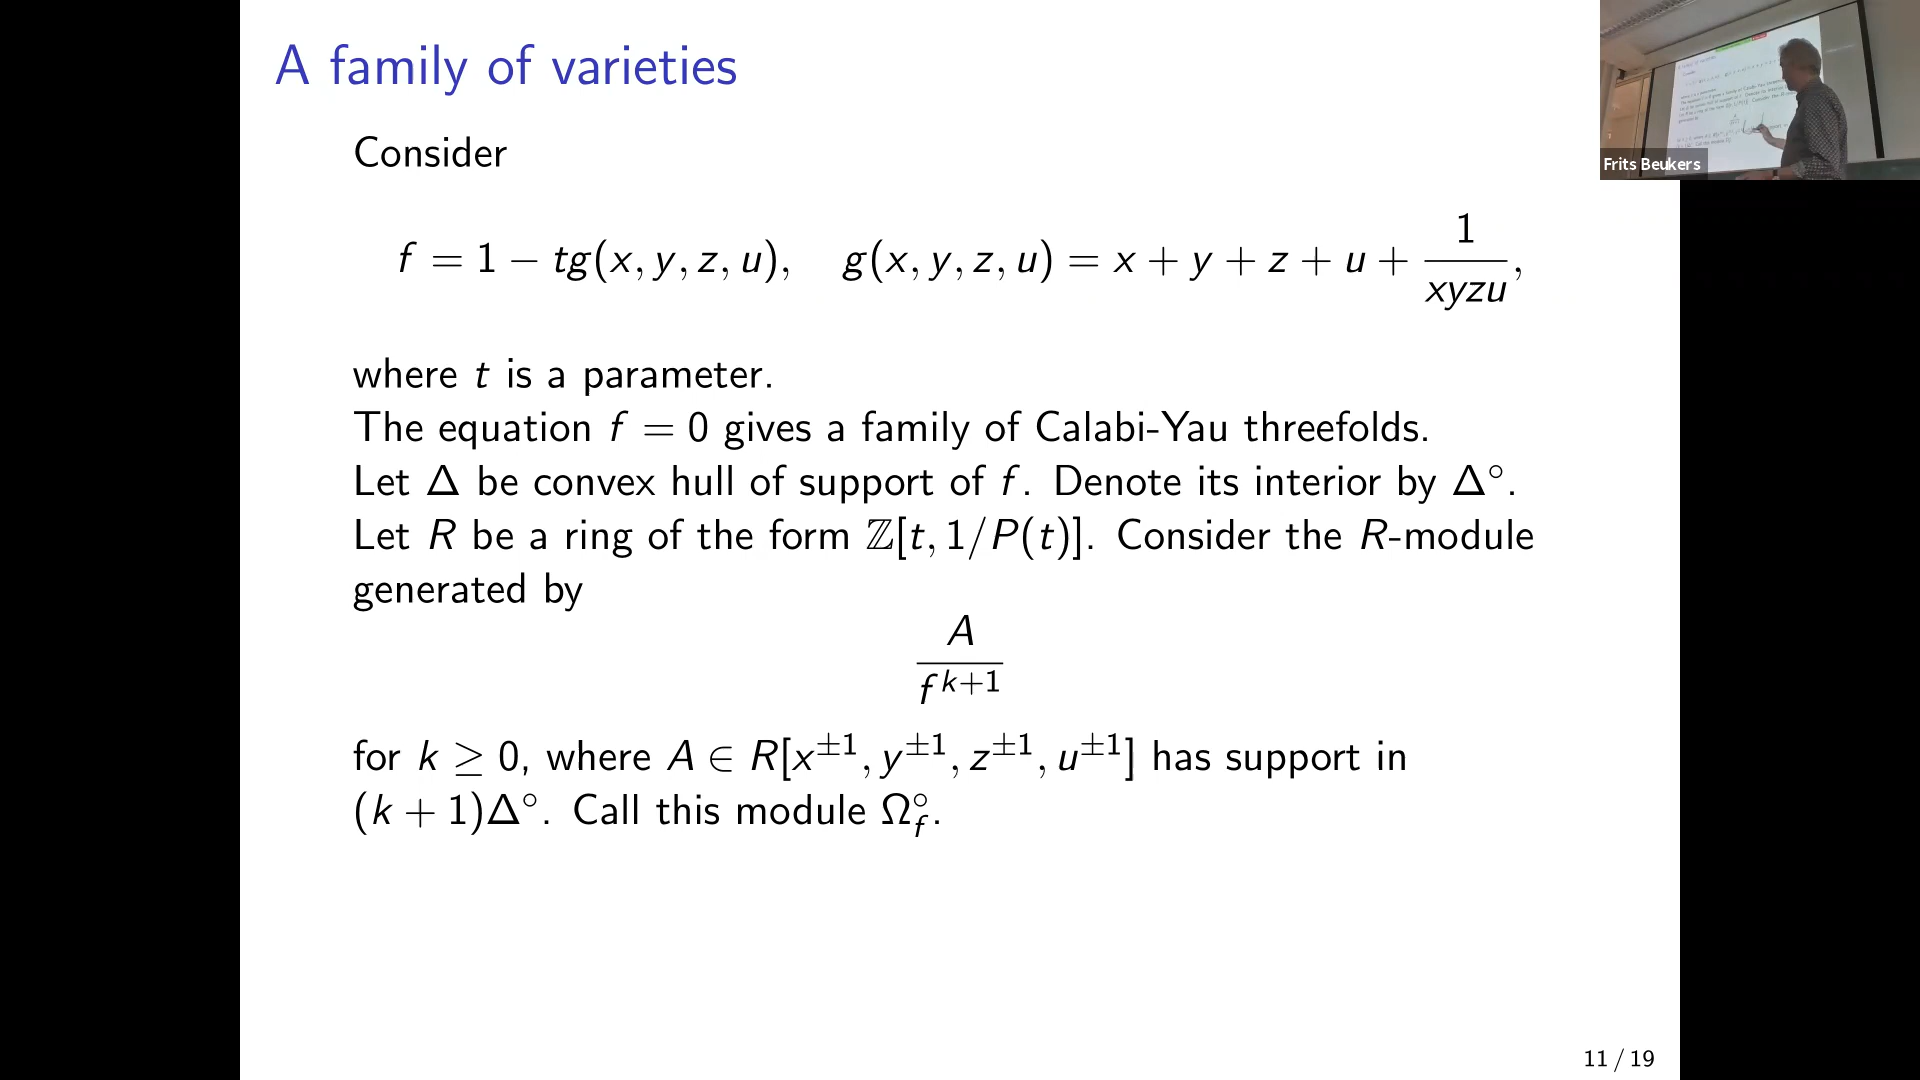 A family of varieties
Consider
f = 1 − tg(x, y, z, u), g(x, y, z, u) = x + y + z + u + 1/xyzu,
where t is a parameter.
The equation f = 0 gives a family of Calabi-Yau threefolds.
Let Δ be convex hull of support of f. Denote its interior by Δ°.
Let R be a ring of the form ℤ[t, 1/P(t)]. Consider the R-module
generated by
A/f^{k+1}
for k ≥ 0, where A ∈ R[x^{±1}, y^{±1}, z^{±1}, u^{±1}] has support in
(k + 1)Δ°. Call this module Ω_f^°.
11 / 19
Frits Beukers